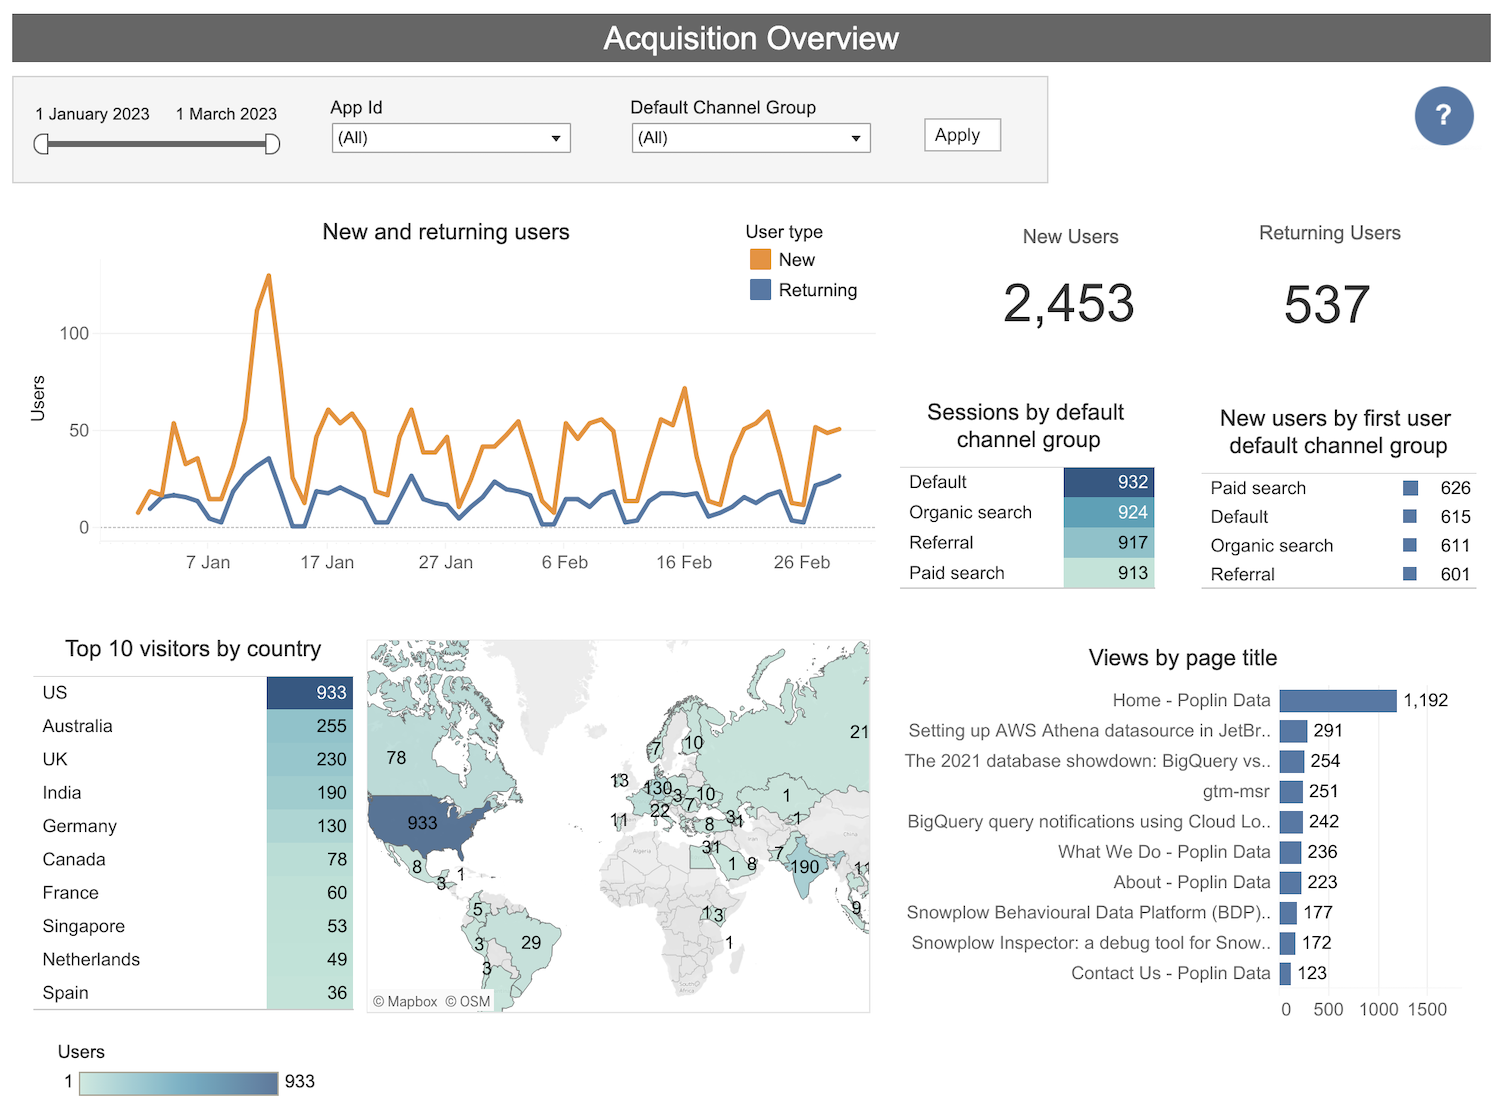 Acquisition Overview
1 January 2023 1 March 2023
App Id
(All)
Default Channel Group
(All)
Apply
?
New and returning users
User type
New
Returning
Users
100
50
0
7 Jan 17 Jan 27 Jan 6 Feb 16 Feb 26 Feb
New Users
2,453
Returning Users
537
Sessions by default
channel group
Default 932
Organic search 924
Referral 917
Paid search 913
New users by first user
default channel group
Paid search 626
Default 615
Organic search 611
Referral 601
Top 10 visitors by country
US 933
Australia 255
UK 230
India 190
Germany 130
Canada 78
France 60
Singapore 53
Netherlands 49
Spain 36
Users
1 933
21
7 10
78
13 130 3 10
7 1
22
933 11 8 31 1
31 7
8 1 8 190 11
3 1
5 13 9
3 29 1
3
Algeria
Iran
China
South
Africa
© Mapbox © OSM
Views by page title
Home - Poplin Data 1,192
Setting up AWS Athena datasource in JetBr.. 291
The 2021 database showdown: BigQuery vs.. 254
gtm-msr 251
BigQuery query notifications using Cloud Lo.. 242
What We Do - Poplin Data 236
About - Poplin Data 223
Snowplow Behavioural Data Platform (BDP).. 177
Snowplow Inspector: a debug tool for Snow.. 172
Contact Us - Poplin Data 123
0 500 1000 1500